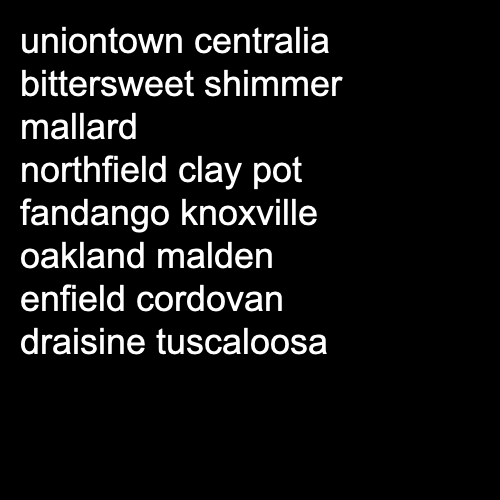 uniontown centralia
bittersweet shimmer
mallard
northfield clay pot
fandango knoxville
oakland malden
enfield cordovan
draisine tuscaloosa